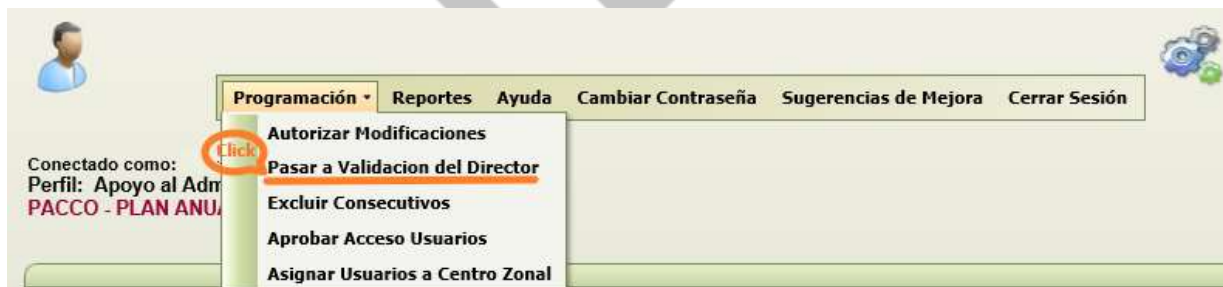 Programación Reportes Ayuda Cambiar Contraseña Sugerencias de Mejora Cerrar Sesión
Autorizar Modificaciones
Click
Pasar a Validacion del Director
Excluir Consecutivos
Aprobar Acceso Usuarios
Asignar Usuarios a Centro Zonal
Conectado como:
Perfil: Apoyo al
PACCO - PLAN